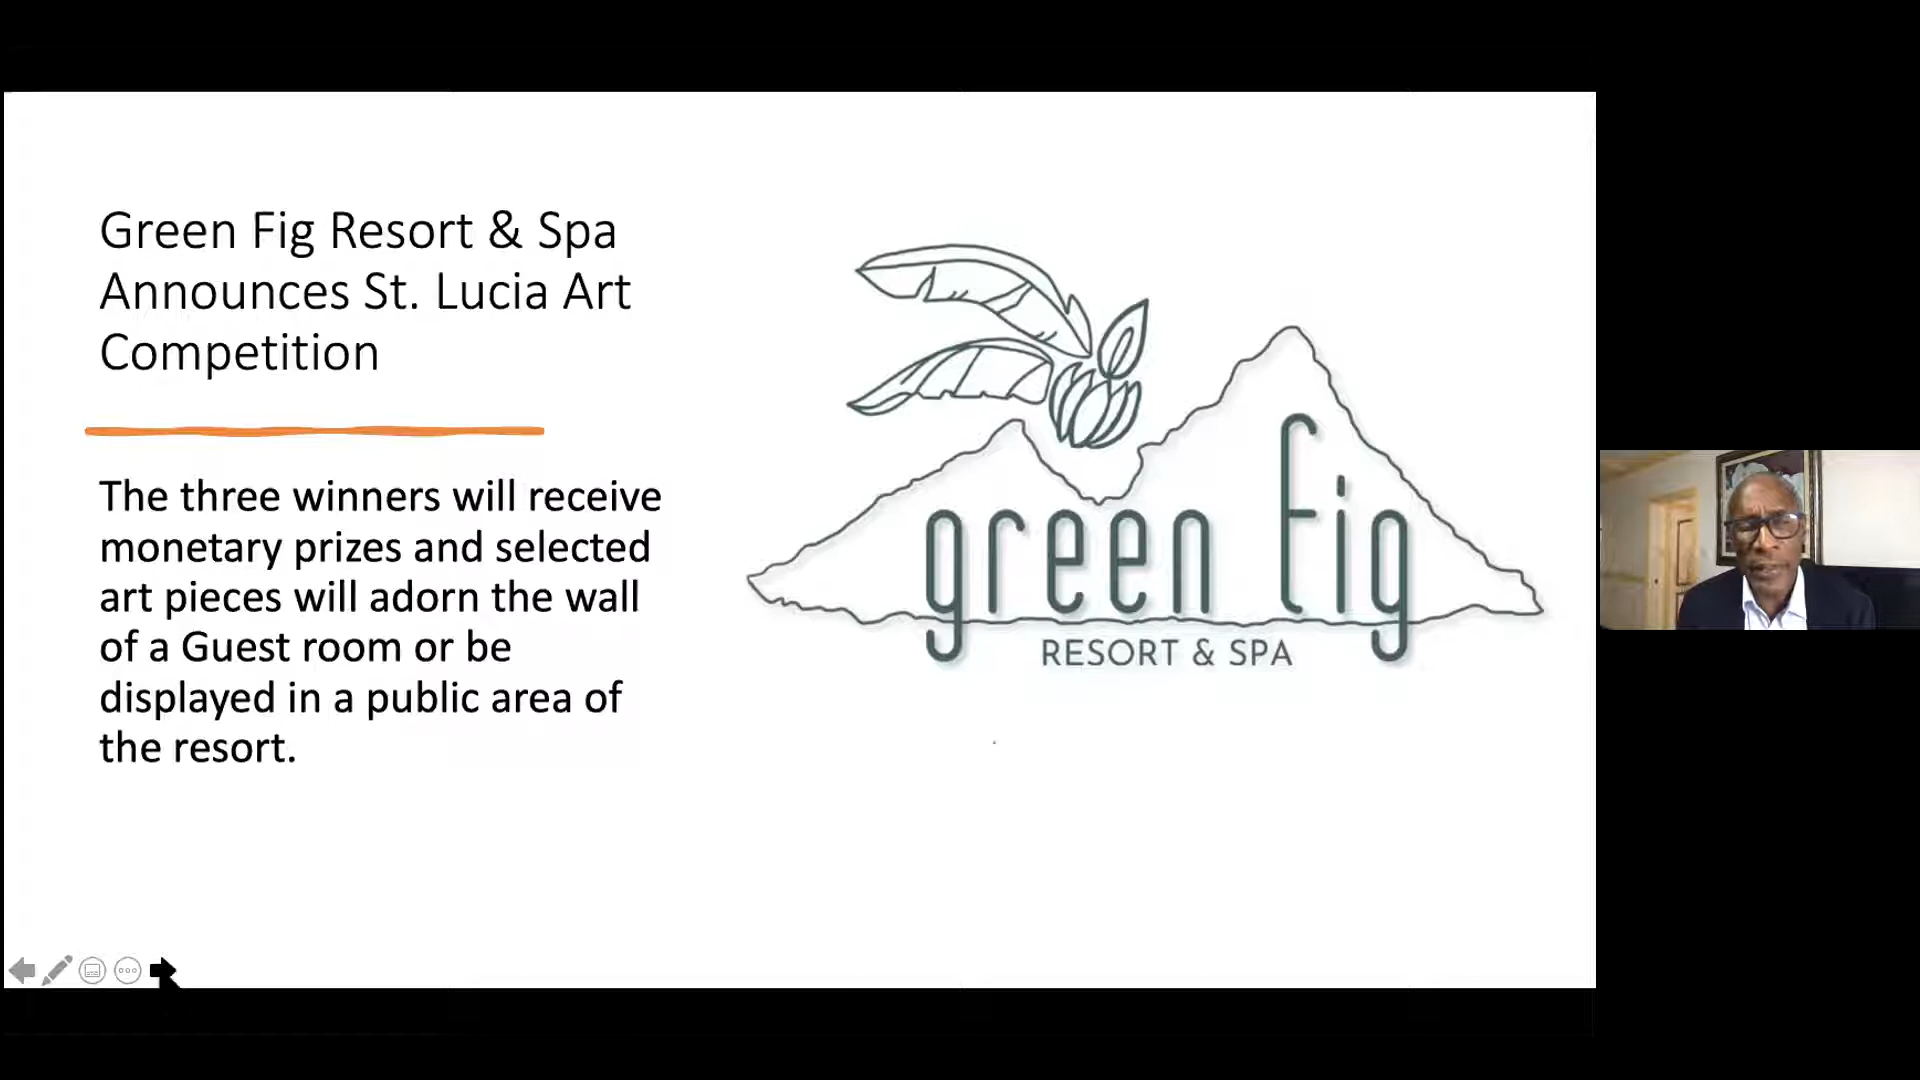 Green Fig Resort & Spa
Announces St. Lucia Art
Competition
The three winners will receive
monetary prizes and selected
art pieces will adorn the wall
of a Guest room or be
displayed in a public area of
the resort.
green fig
RESORT & SPA